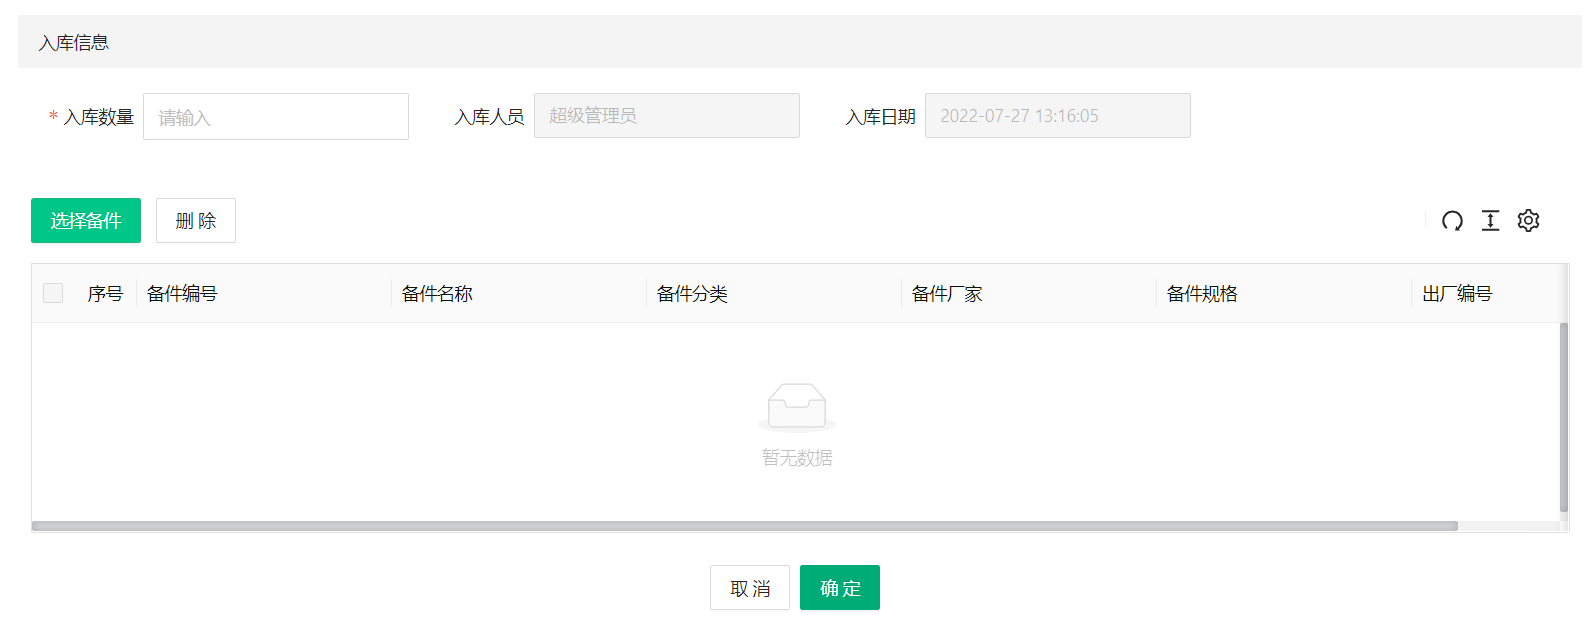 入库信息
* 入库数量 请输入 入库人员 超级管理员 入库日期 2022-07-27 13:16:05
选择备件 删 除
序号 备件编号 备件名称 备件分类 备件厂家 备件规格 出厂编号
暂无数据
取 消 确 定